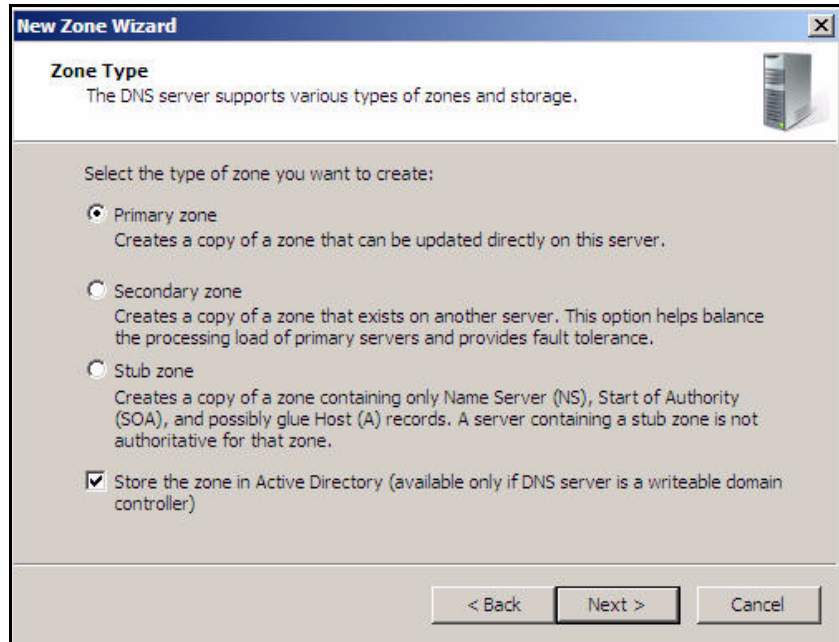 New Zone Wizard
Zone Type
The DNS server supports various types of zones and storage.
Select the type of zone you want to create:
Primary zone
Creates a copy of a zone that can be updated directly on this server.
Secondary zone
Creates a copy of a zone that exists on another server. This option helps balance
the processing load of primary servers and provides fault tolerance.
Stub zone
Creates a copy of a zone containing only Name Server (NS), Start of Authority
(SOA), and possibly glue Host (A) records. A server containing a stub zone is not
authoritative for that zone.
Store the zone in Active Directory (available only if DNS server is a writeable domain
controller)
< Back
Next >
Cancel